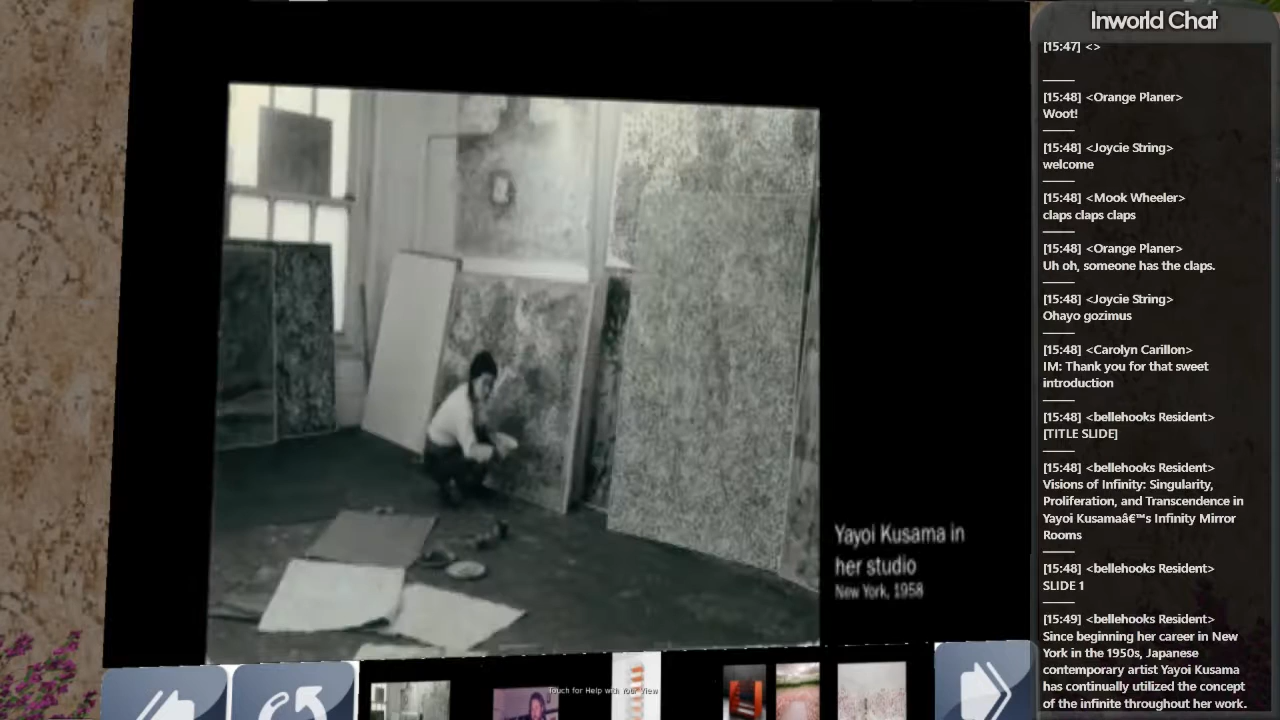 Inworld Chat
[15:47] <>
[15:48] <Orange Planer>
Woot!
[15:48] <Joycie String>
welcome
[15:48] <Mook Wheeler>
claps claps claps
[15:48] <Orange Planer>
Uh oh, someone has the claps.
[15:48] <Joycie String>
Ohayo gozimus
[15:48] <Carolyn Carillon>
IM: Thank you for that sweet
introduction
[15:48] <bellehooks Resident>
[TITLE SLIDE]
[15:48] <bellehooks Resident>
Visions of Infinity: Singularity,
Proliferation, and Transcendence in
Yayoi Kusamaâ€™s Infinity Mirror
Rooms
[15:48] <bellehooks Resident>
SLIDE 1
[15:49] <bellehooks Resident>
Since beginning her career in New
York in the 1950s, Japanese
contemporary artist Yayoi Kusama
has continually utilized the concept
of the infinite throughout her work.
Yayoi Kusama in
her studio
New York, 1958
Touch for Help with Your View